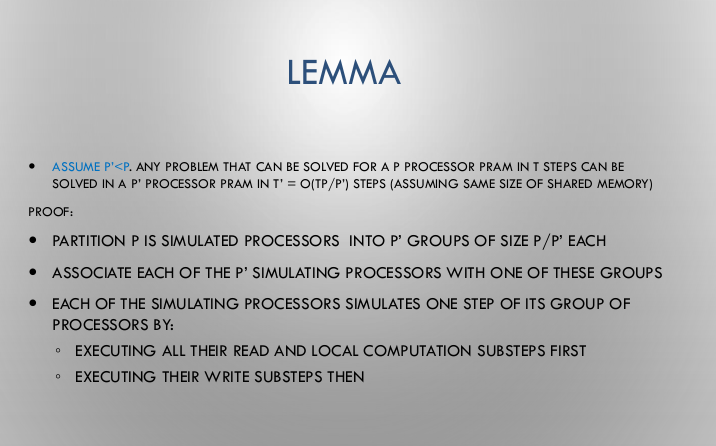 LEMMA
• ASSUME P'<P. ANY PROBLEM THAT CAN BE SOLVED FOR A P PROCESSOR PRAM IN T STEPS CAN BE
SOLVED IN A P' PROCESSOR PRAM IN T' = O(TP/P') STEPS (ASSUMING SAME SIZE OF SHARED MEMORY)
PROOF:
• PARTITION P IS SIMULATED PROCESSORS INTO P' GROUPS OF SIZE P/P' EACH
• ASSOCIATE EACH OF THE P' SIMULATING PROCESSORS WITH ONE OF THESE GROUPS
• EACH OF THE SIMULATING PROCESSORS SIMULATES ONE STEP OF ITS GROUP OF
PROCESSORS BY:
◦ EXECUTING ALL THEIR READ AND LOCAL COMPUTATION SUBSTEPS FIRST
◦ EXECUTING THEIR WRITE SUBSTEPS THEN